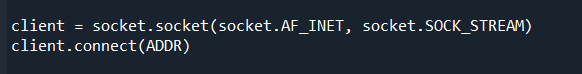 client = socket.socket(socket.AF_INET, socket.SOCK_STREAM)
client.connect(ADDR)